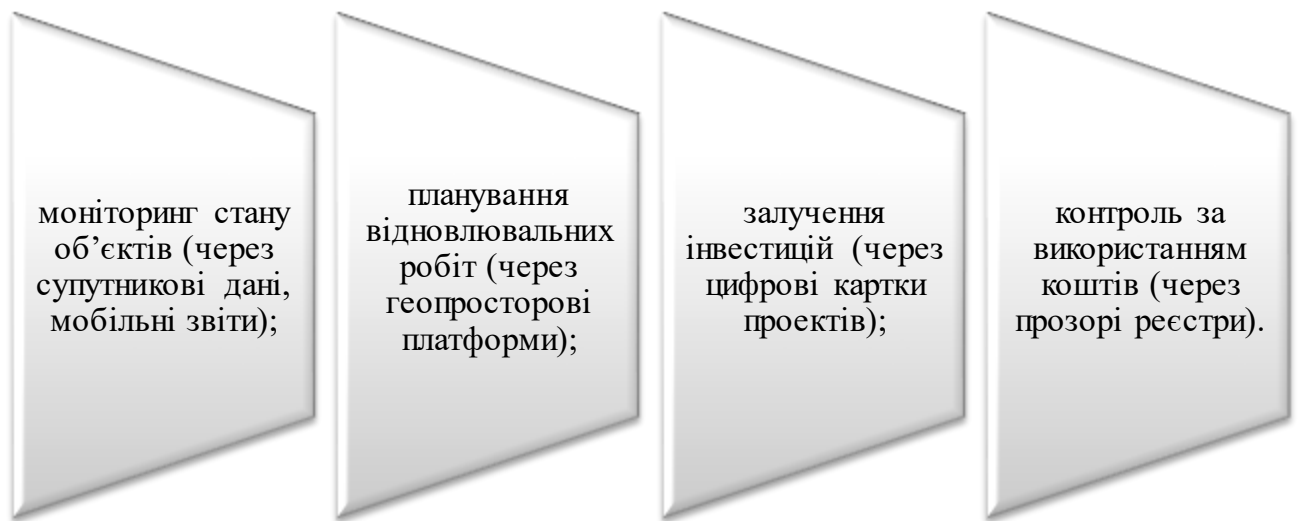 моніторинг стану
об’єктів (через
супутникові дані,
мобільні звіти);
планування
відновлювальних
робіт (через
геопросторові
платформи);
залучення
інвестицій (через
цифрові картки
проектів);
контроль за
використанням
коштів (через
прозорі реєстри).